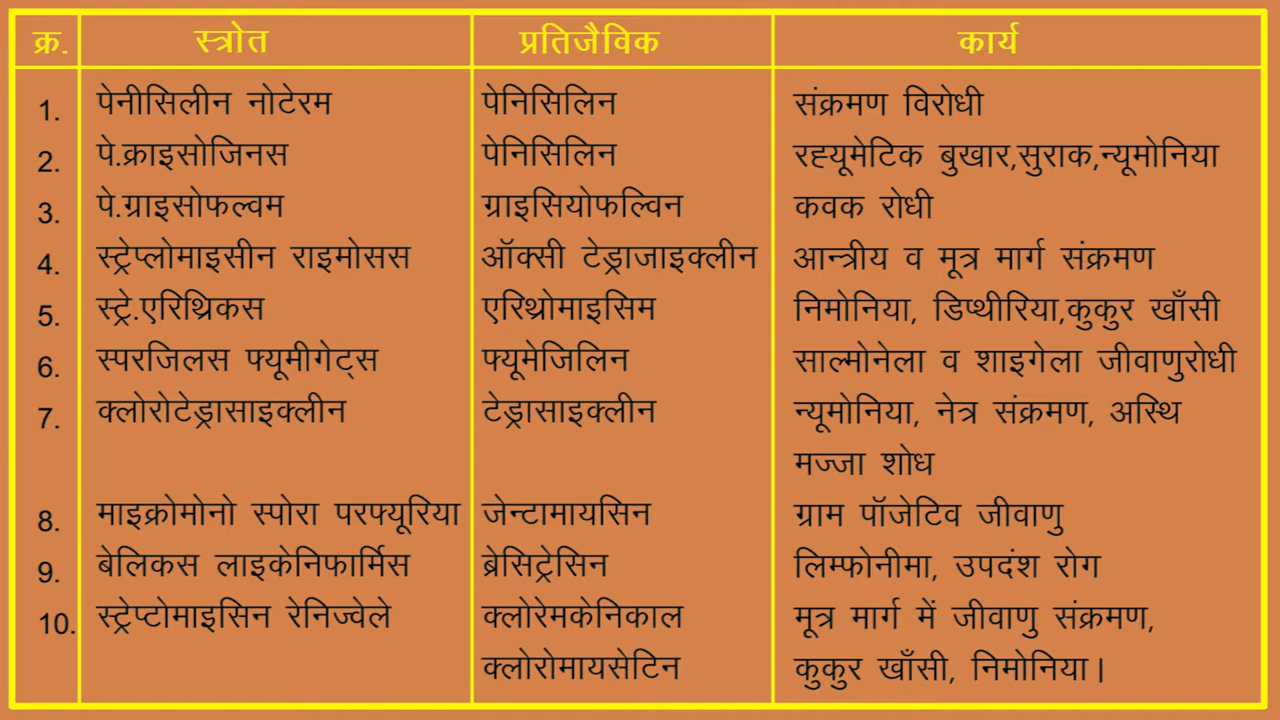 क्र. स्त्रोत प्रतिजैविक कार्य
1. पेनीसिलीन नोटेरम पेनिसिलिन संक्रमण विरोधी
2. पे.क्राइसोजिनस पेनिसिलिन रह्यूमेटिक बुखार,सुराक,न्यूमोनिया
3. पे.ग्राइसोफल्वम ग्राइसियोफल्विन कवक रोधी
4. स्ट्रेप्लोमाइसीन राइमोसस ऑक्सी टेड्राजाइक्लीन आन्त्रीय व मूत्र मार्ग संक्रमण
5. स्ट्रे.एरिथ्रिकस एरिथ्रोमाइसिम निमोनिया, डिप्थीरिया,कुकुर खाँसी
6. स्परजिलस फ्यूमीगेट्स फ्यूमेजिलिन साल्मोनेला व शाइगेला जीवाणुरोधी
7. क्लोरोटेड्रासाइक्लीन टेड्रासाइक्लीन न्यूमोनिया, नेत्र संक्रमण, अस्थि
मज्जा शोध
8. माइक्रोमोनो स्पोरा परफ्यूरिया जेन्टामायसिन ग्राम पॉजेटिव जीवाणु
9. बेलिकस लाइकेनिफार्मिस ब्रेसिट्रेसिन लिम्फोनीमा, उपदंश रोग
10. स्ट्रेप्टोमाइसिन रेनिज्वेले क्लोरेमकेनिकाल मूत्र मार्ग में जीवाणु संक्रमण,
क्लोरोमायसेटिन कुकुर खाँसी, निमोनिया।